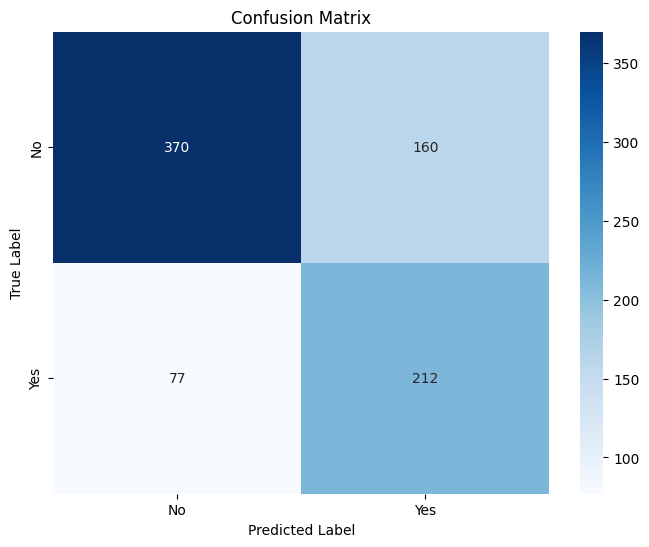 Confusion Matrix
No
370
160
True Label
Yes
77
212
No
Yes
Predicted Label
350
300
250
200
150
100